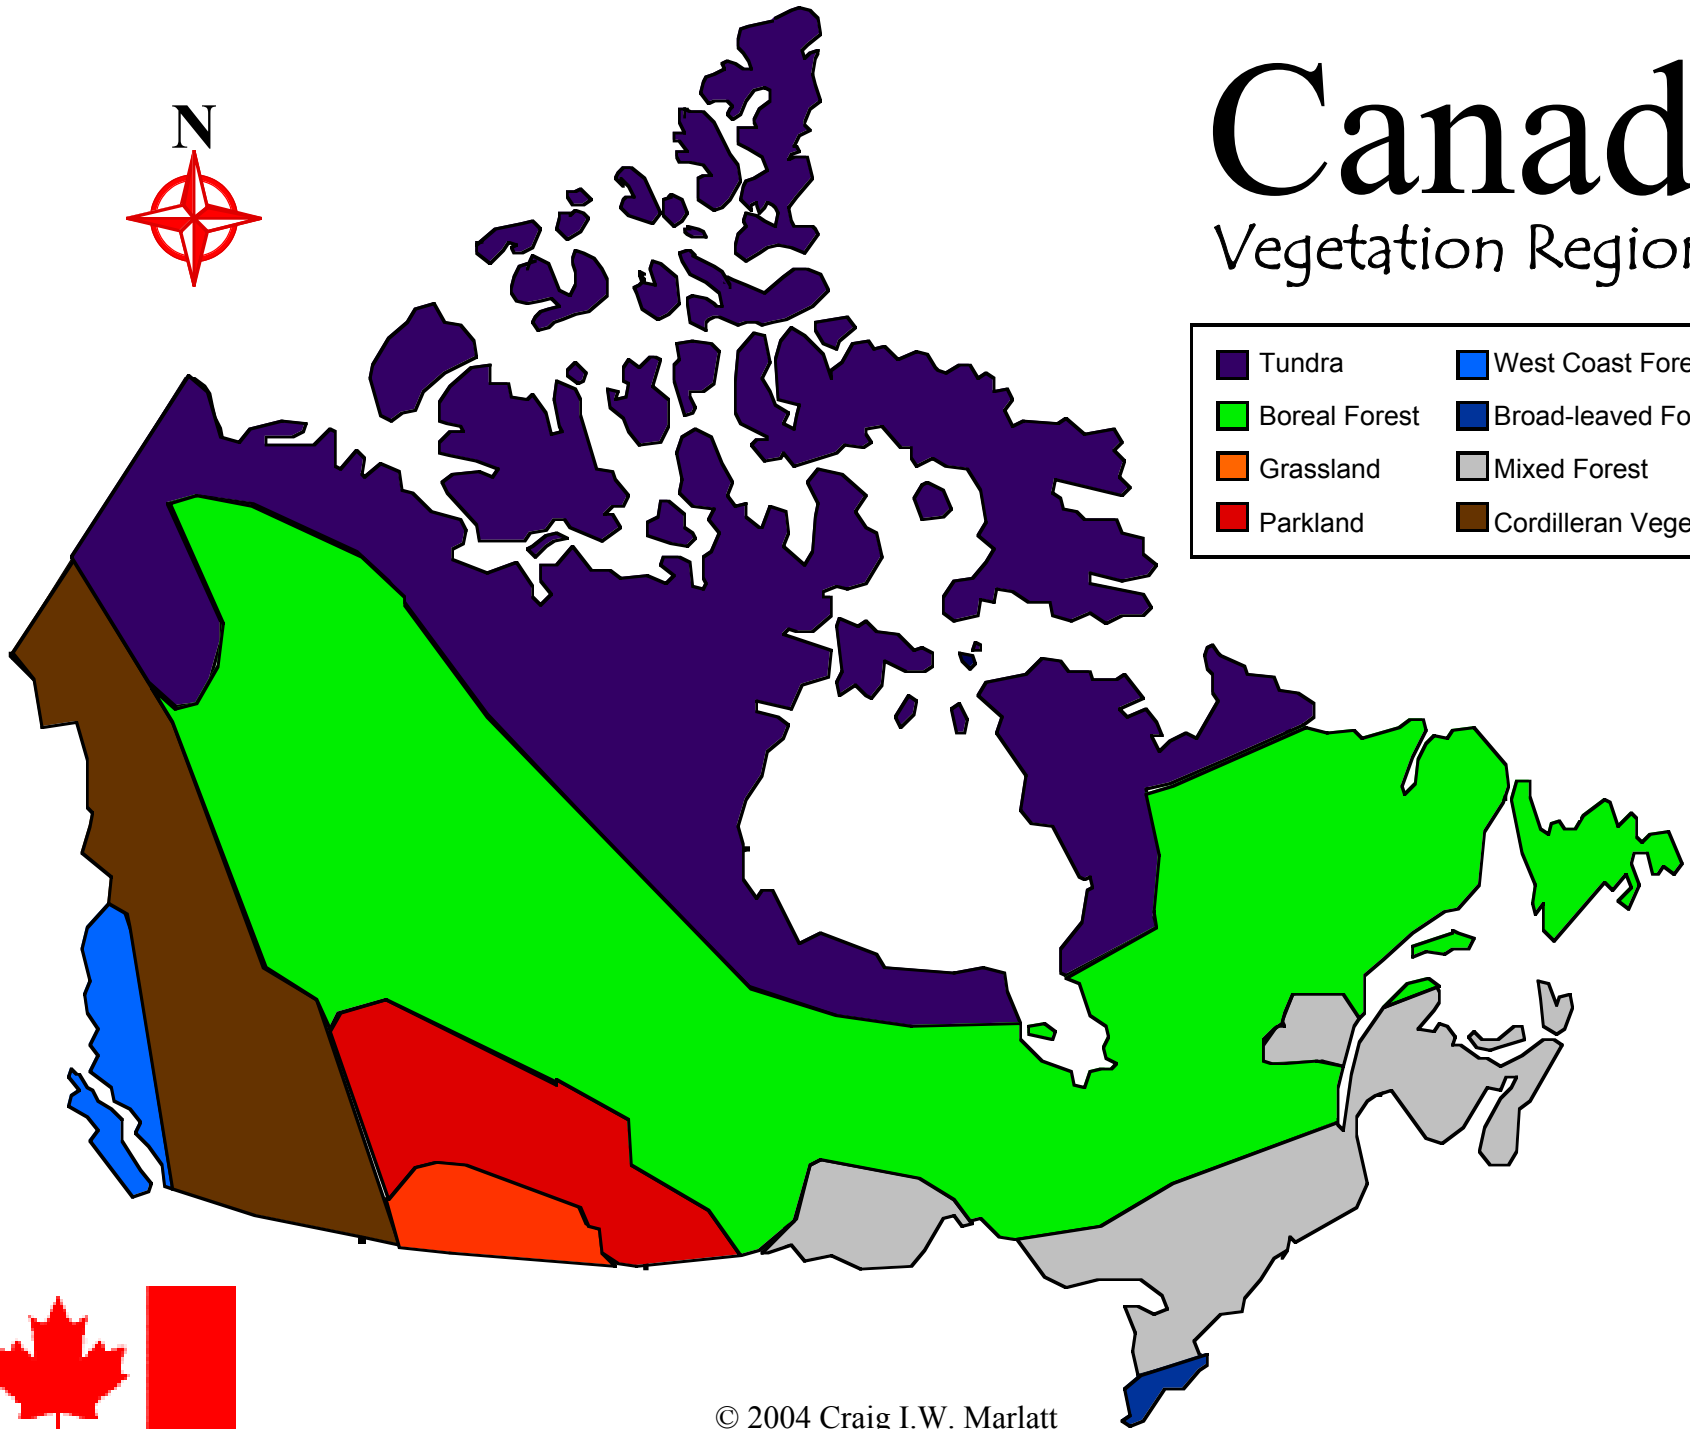 N
Canad
Vegetation Region
Tundra
West Coast Fore
Boreal Forest
Broad-leaved Fo
Grassland
Mixed Forest
Parkland
Cordilleran Vege
© 2004 Craig I.W. Marlatt